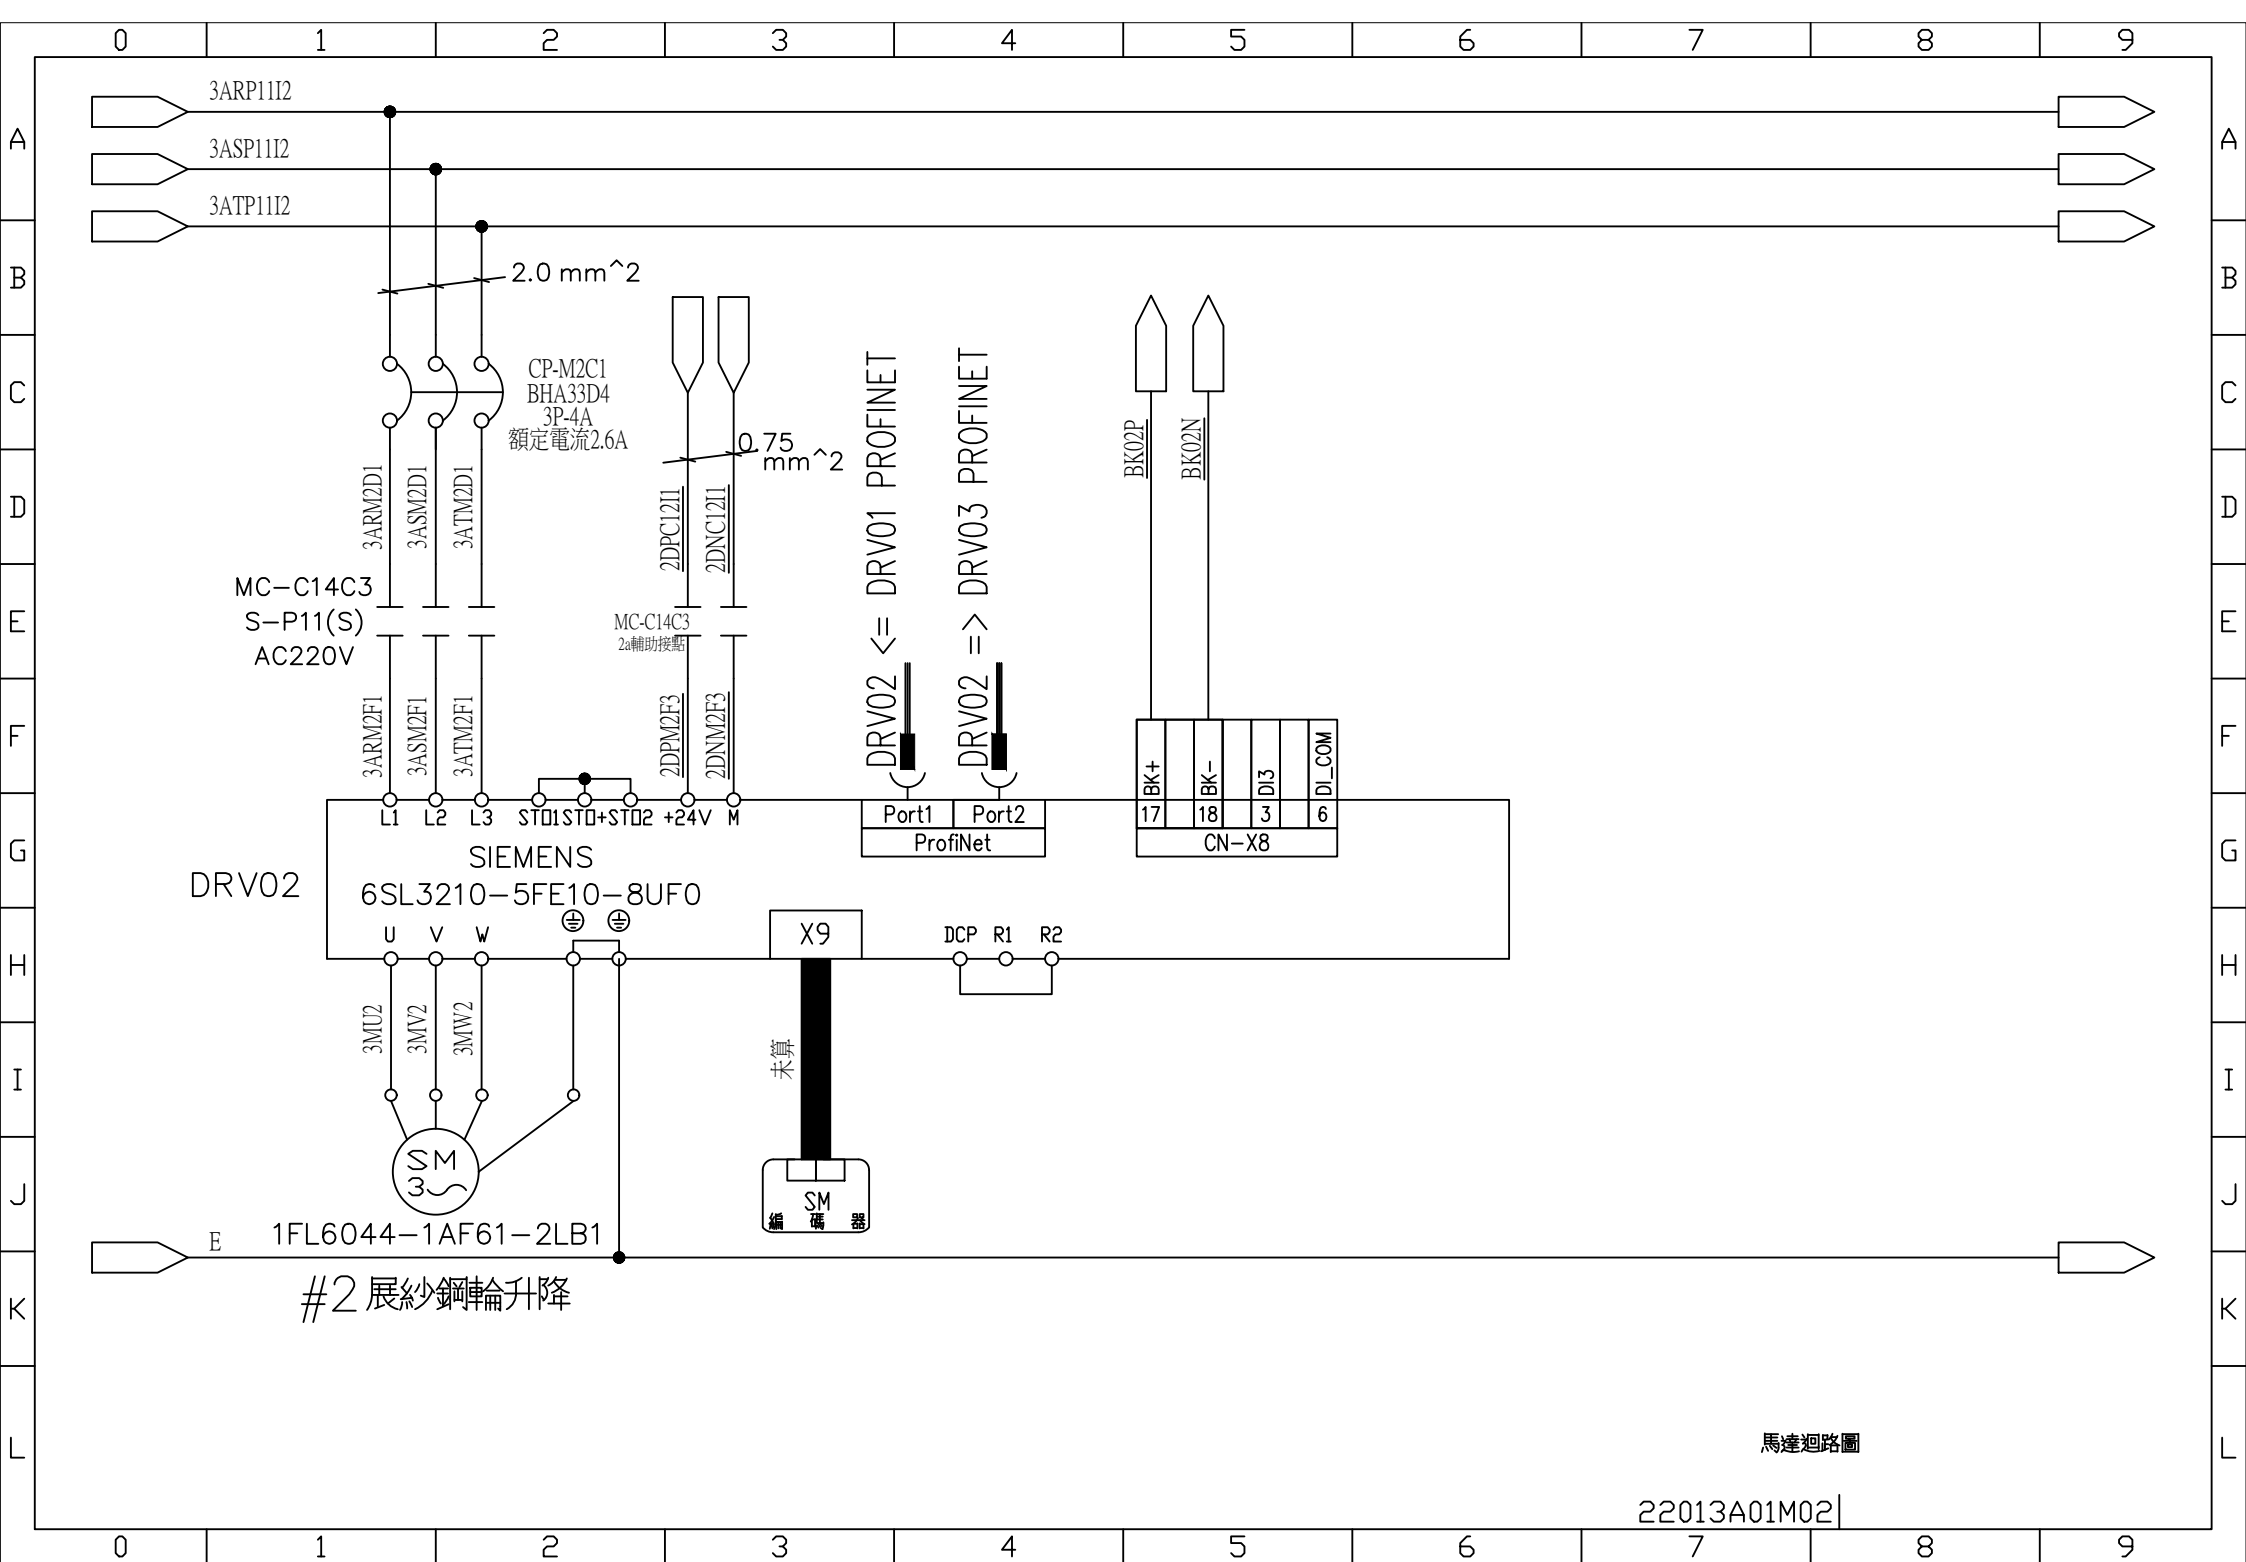 0 1 2 3 4 5 6 7 8 9
A A
B B
C C
D D
E E
F F
G G
H H
I I
J J
K K
L L
3ARP11I2
3ASP11I2
3ATP11I2
2.0 mm^2
CP-M2C1
BHA33D4
3P-4A
額定電流2.6A
0.75
mm^2
3ARM2D1
3ASM2D1
3ATM2D1
2DPC12I1
2DNC12I1
DRV02 <= DRV01 PROFINET
DRV02 => DRV03 PROFINET
BK02P
BK02N
MC-C14C3
S-P11(S)
AC220V
MC-C14C3
2a輔助接點
3ARM2F1
3ASM2F1
3ATM2F1
2DPM2F3
2DNM2F3
BK+
BK-
DI3
DI_COM
L1 L2 L3 STO1 STO+ STO2 +24V M
Port1 Port2
ProfiNet
17 18 3 6
CN-X8
SIEMENS
6SL3210-5FE10-8UF0
DRV02
U V W
X9
DCP R1 R2
3MU2
3MV2
3MW2
未算
SM
3~
SM
編 碼 器
1FL6044-1AF61-2LB1
E
#2 展紗鋼輪升降
馬達迴路圖
22013A01M02
0 1 2 3 4 5 6 7 8 9